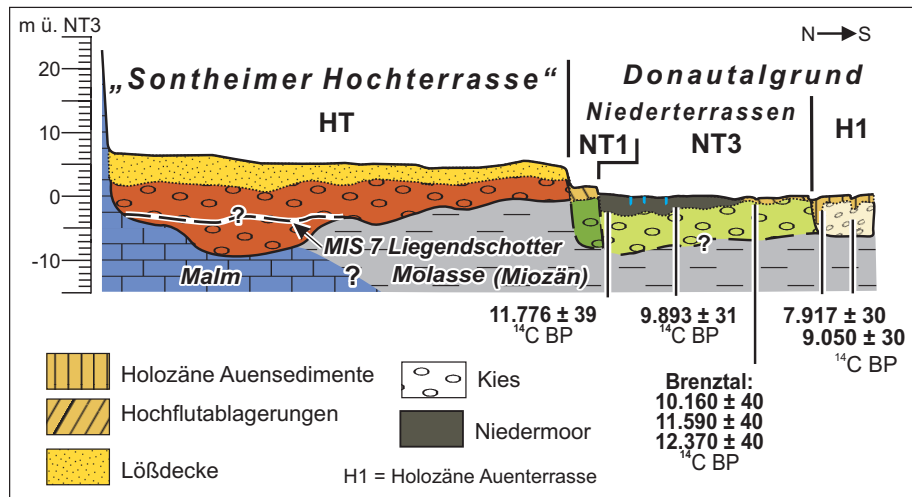 m ü. NT3
N S
20
10
0
-10
„Sontheimer Hochterrasse“
HT
Donautalgrund
Niederterrassen
NT1
NT3
H1
?
MIS 7 Liegendschotter
Malm
?
Molasse (Miozän)
?
11.776 ± 39
14C BP
9.893 ± 31
14C BP
7.917 ± 30
9.050 ± 30
14C BP
Brenztal:
10.160 ± 40
11.590 ± 40
12.370 ± 40
14C BP
Holozäne Auensedimente
Hochflutablagerungen
Lößdecke
Kies
Niedermoor
H1 = Holozäne Auenterrasse